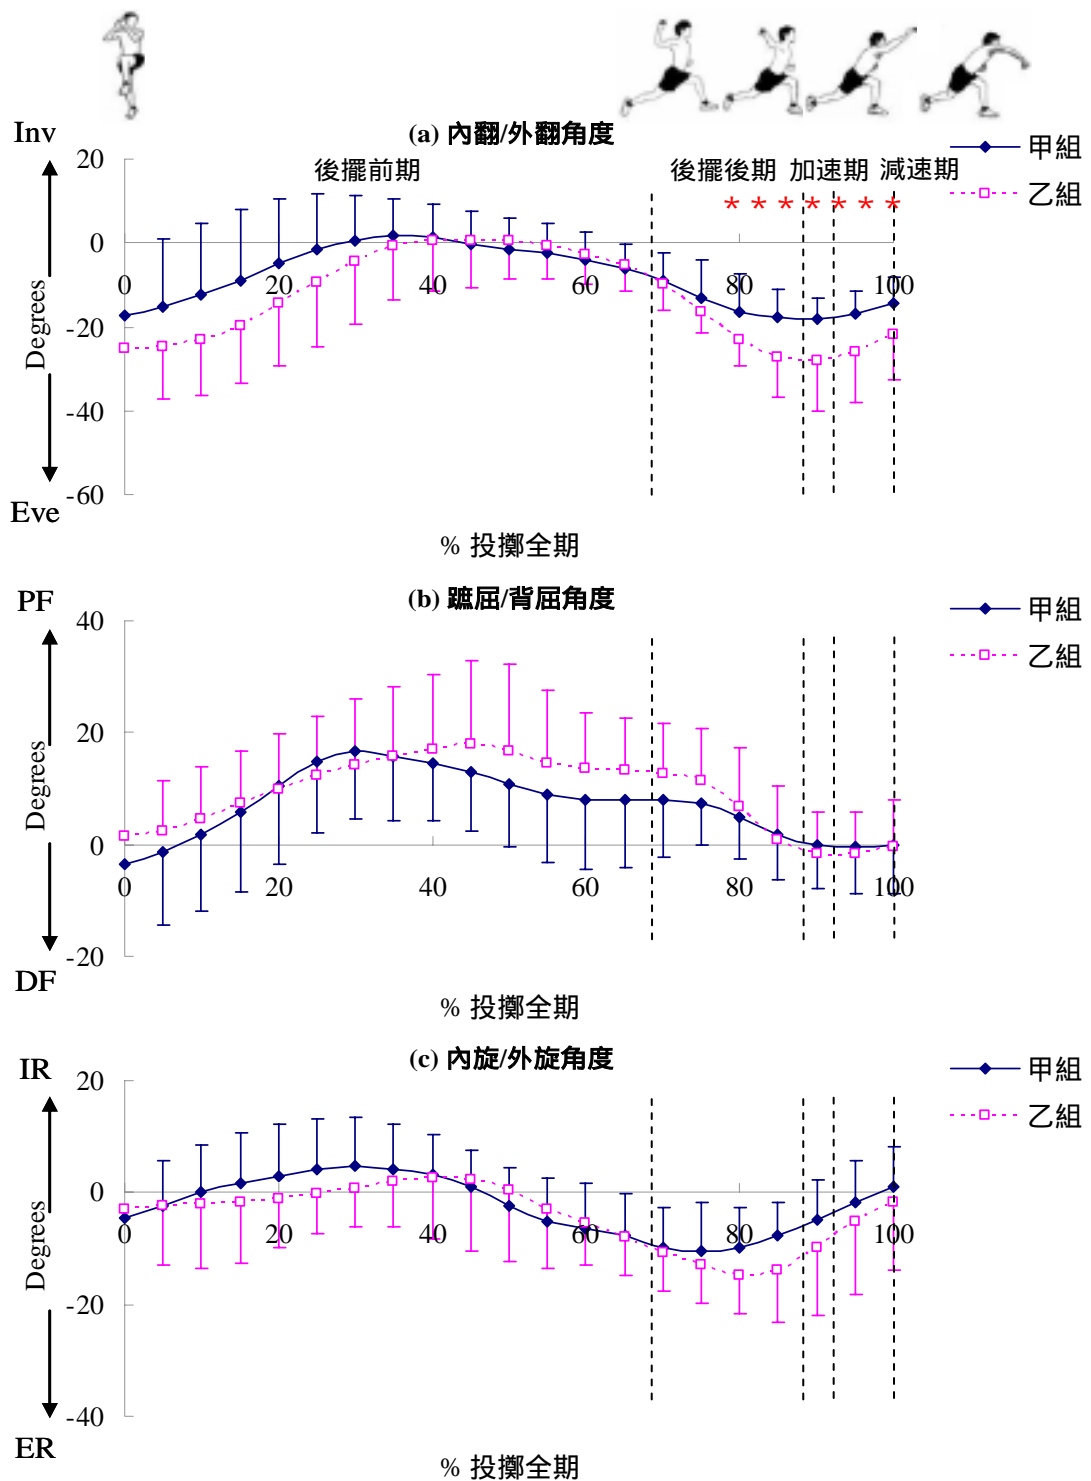 Inv
(a) 內翻/外翻角度
甲組
乙組
20
後擺前期
後擺後期 加速期 減速期
* * * * * * *
0
0 20 40 60 80 100
-20
-40
-60
Degrees
Eve
% 投擲全期
PF
(b) 蹠屈/背屈角度
甲組
乙組
40
20
0
0 20 40 60 80 100
-20
Degrees
DF
% 投擲全期
IR
(c) 內旋/外旋角度
甲組
乙組
20
0
0 20 40 60 80 100
-20
-40
Degrees
ER
% 投擲全期